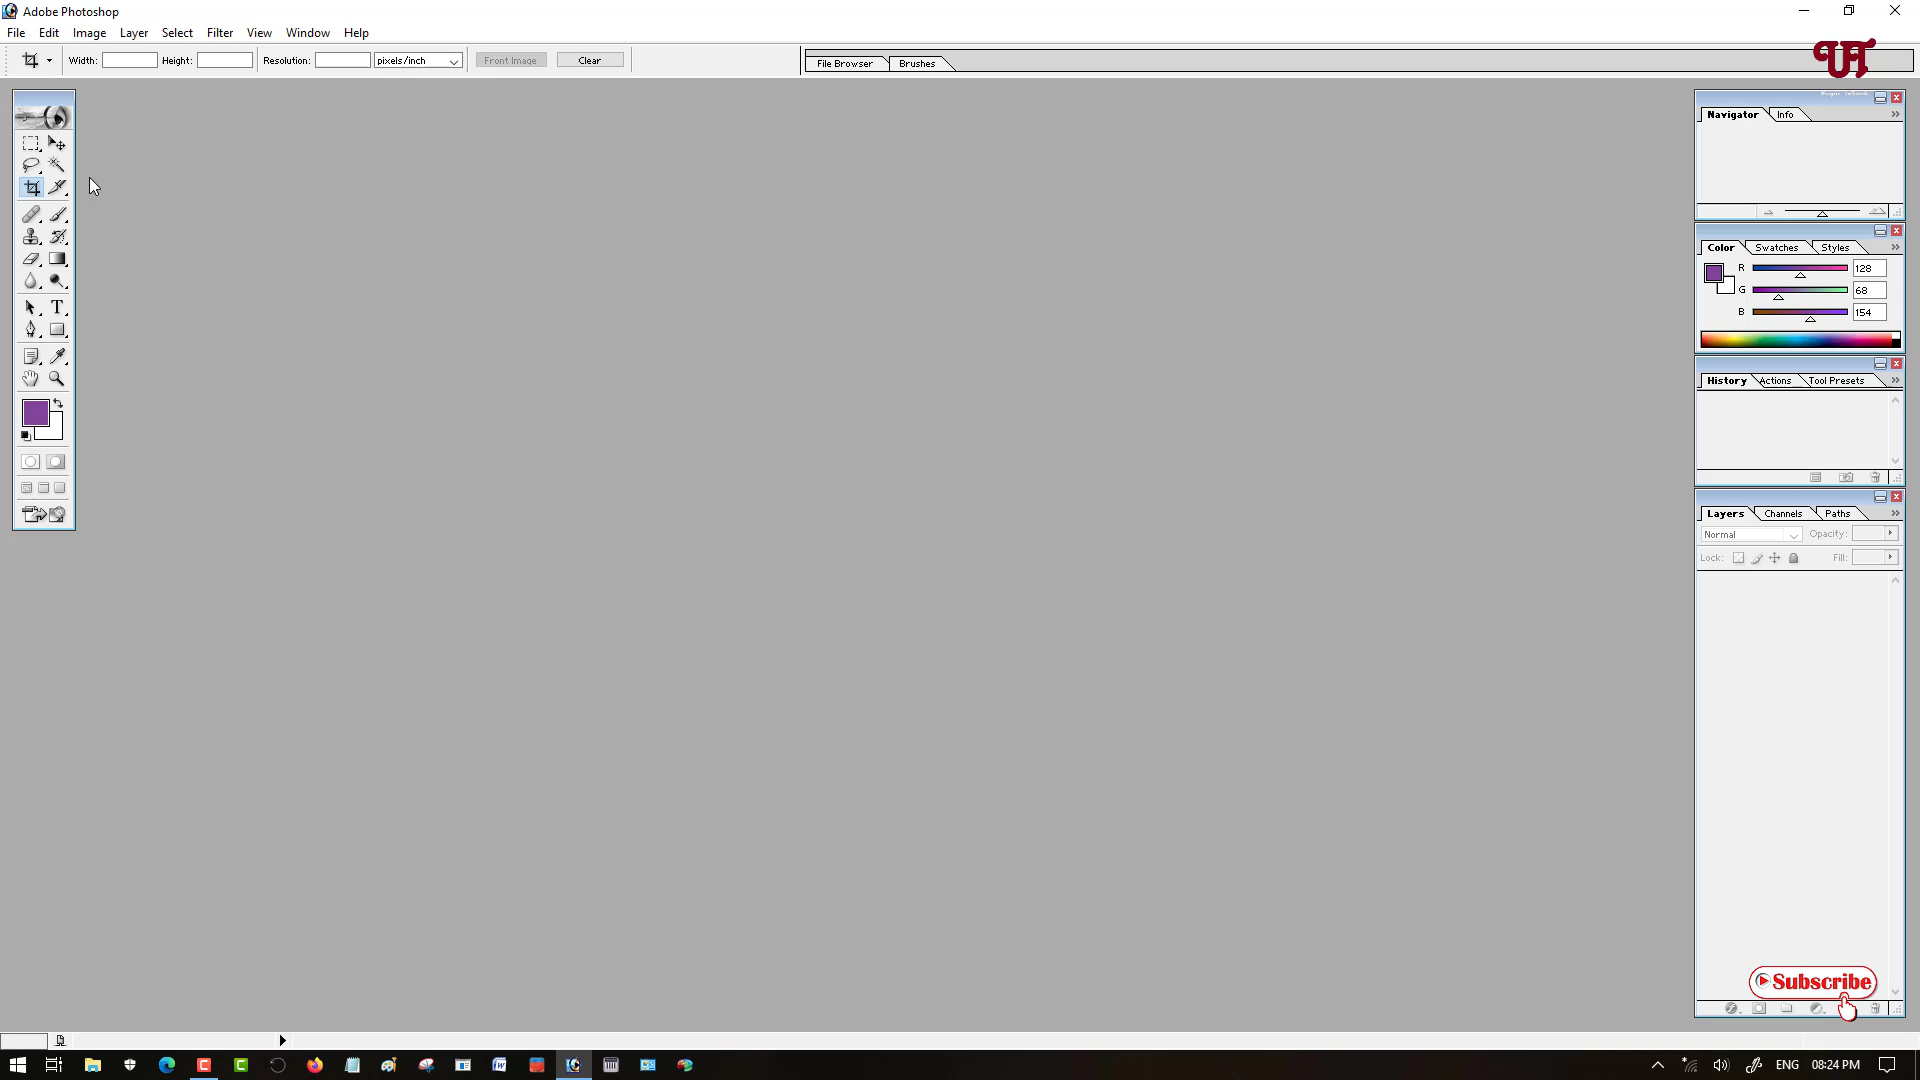 Adobe Photoshop
File Edit Image Layer Select Filter View Window Help
Width: Height: Resolution: pixels/inch Front Image Clear File Browser Brushes
UT
Navigator Info
Color Swatches Styles
R 128
G 68
B 154
T
History Actions Tool Presets
Layers Channels Paths
Normal Opacity:
Lock: Fill:
Subscribe
ENG 08:24 PM